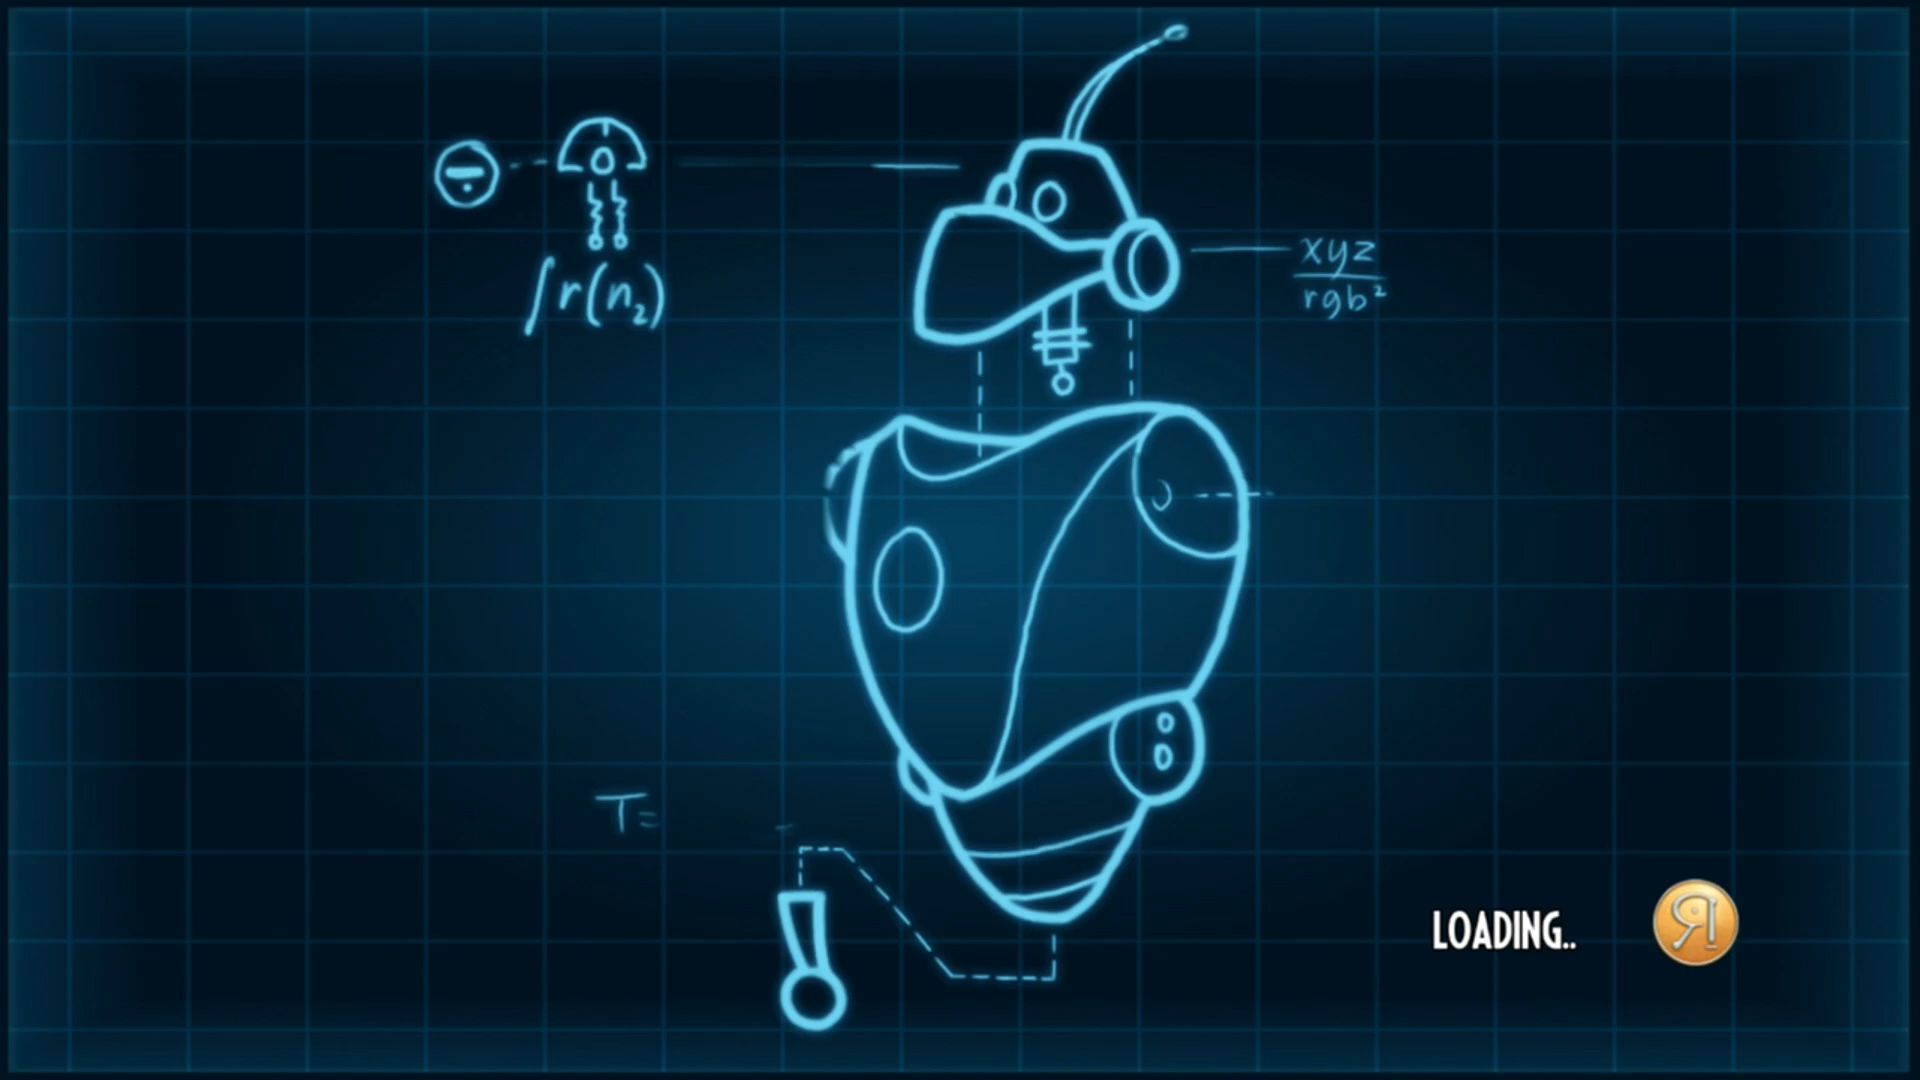 ∫r(n₂)
xyz
rgb²
T=
LOADING..